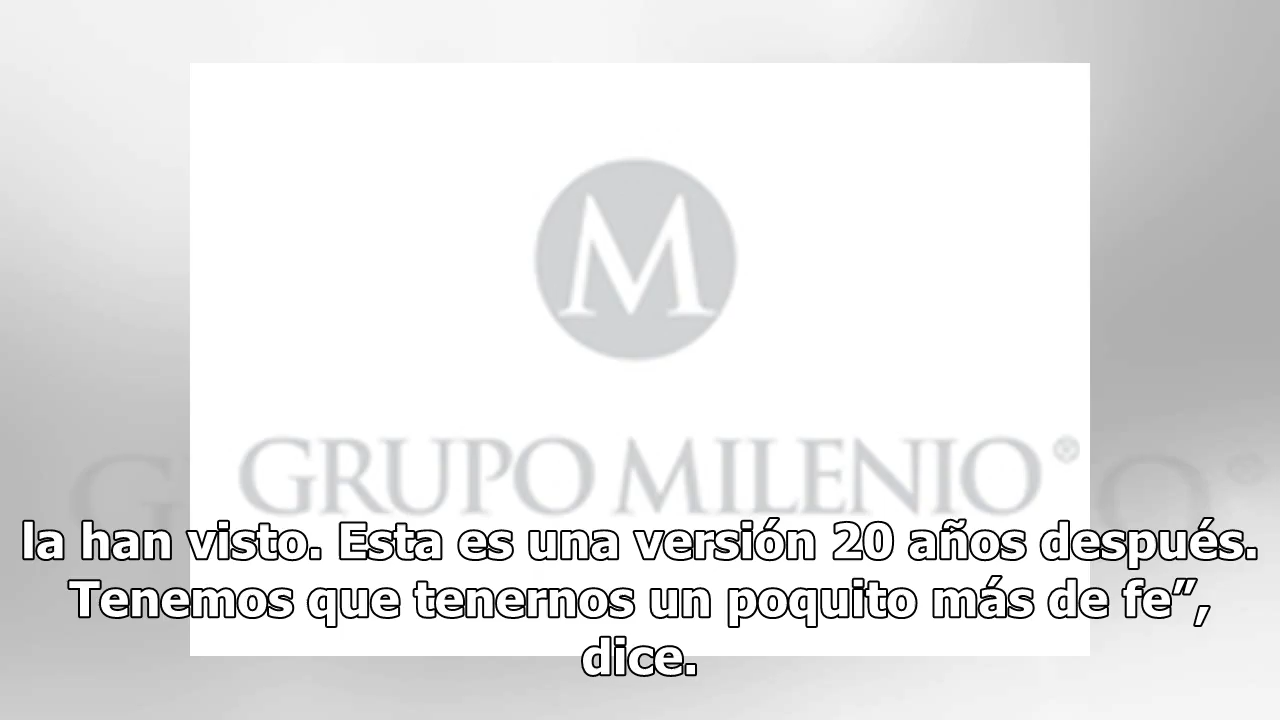 M
GRUPO MILENIO®
la han visto. Esta es una versión 20 años después.
Tenemos que tenernos un poquito más de fe”,
dice.